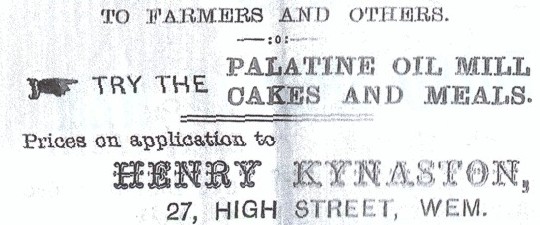 TO FARMERS AND OTHERS.
—:o:—
TRY THE PALATINE OIL MILL
CAKES AND MEALS.
Prices on application to
HENRY KYNASTON,
27, HIGH STREET, WEM.